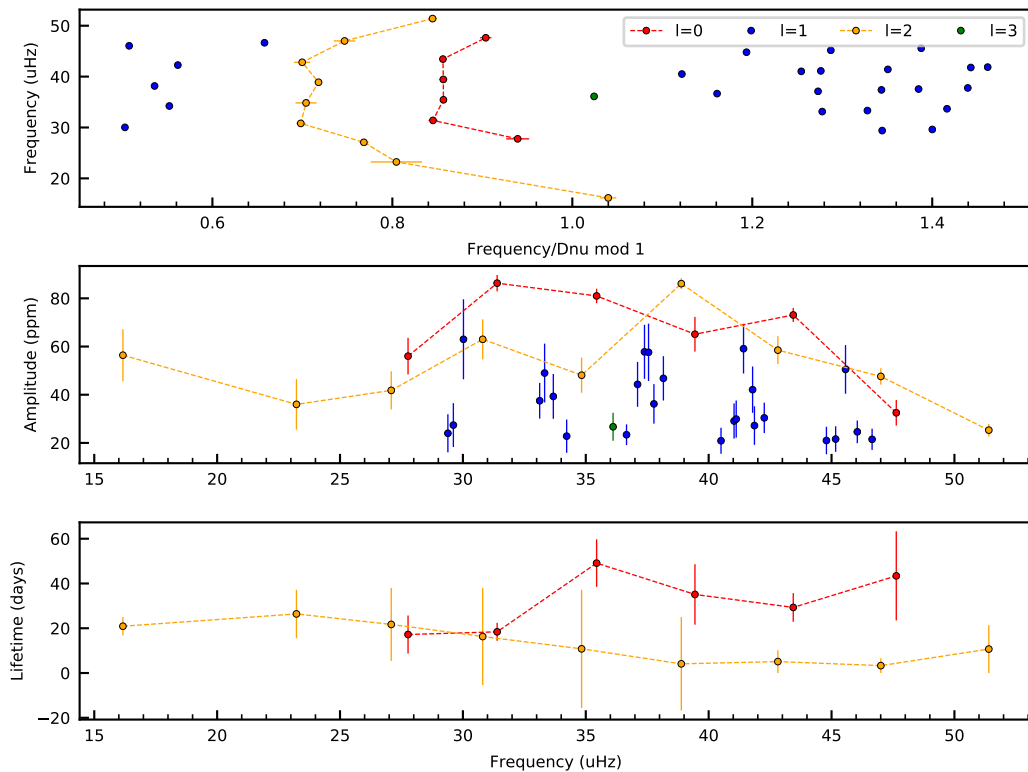 50
40
30
20
Frequency (uHz)
l=0 l=1 l=2 l=3
0.6 0.8 1.0 1.2 1.4
Frequency/Dnu mod 1
80
60
40
20
Amplitude (ppm)
15 20 25 30 35 40 45 50
60
40
20
0
−20
Lifetime (days)
15 20 25 30 35 40 45 50
Frequency (uHz)